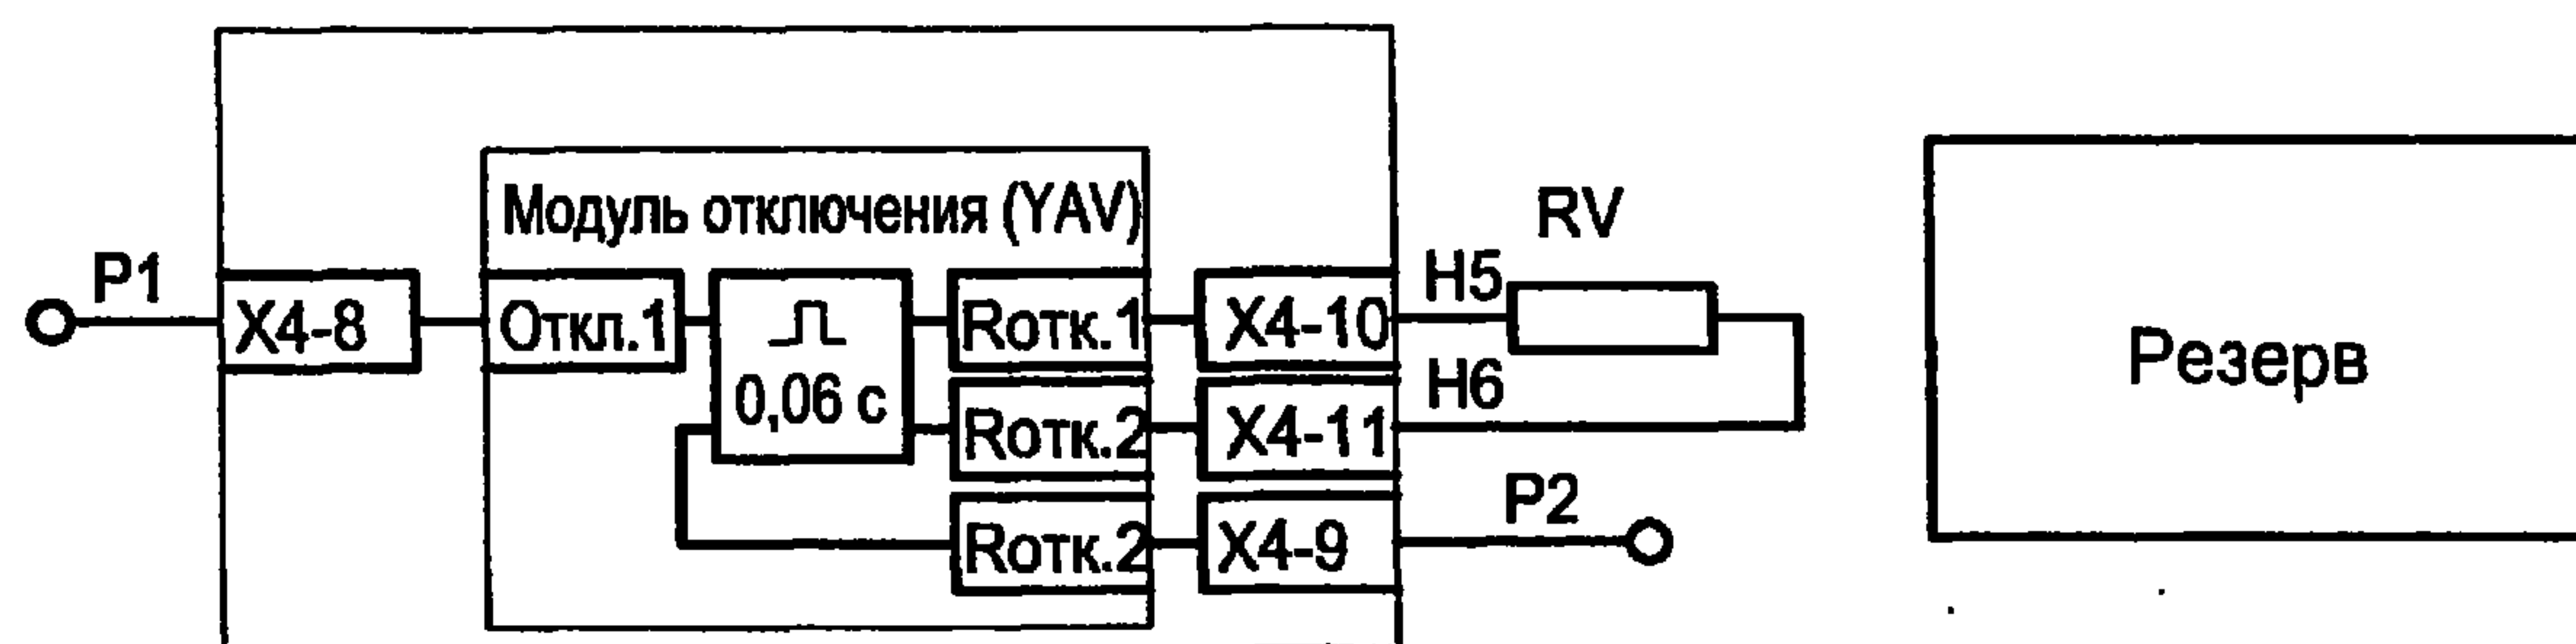 Модуль отключения (YAV)
RV
P1
X4-8
Откл.1
0,06 с
Rотк.1
X4-10
H5
Rотк.2
X4-11
H6
Rотк.2
X4-9
P2
Резерв